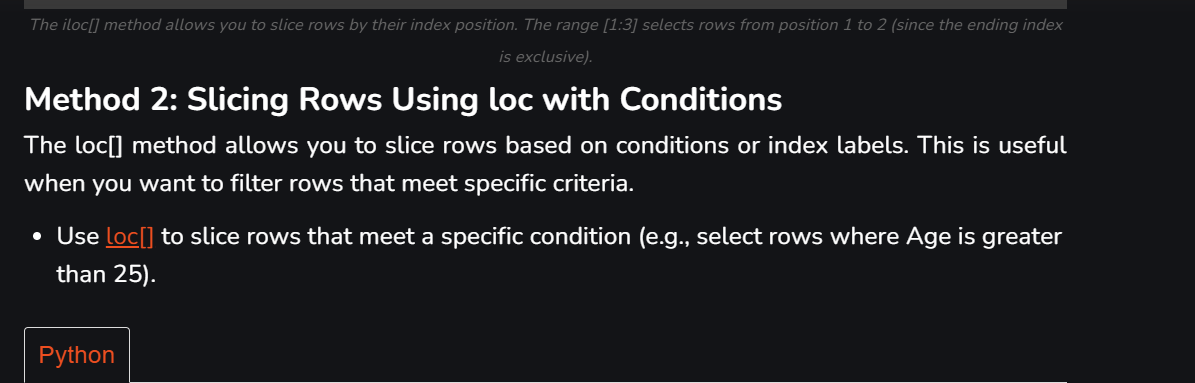 The iloc[] method allows you to slice rows by their index position. The range [1:3] selects rows from position 1 to 2 (since the ending index
is exclusive).
Method 2: Slicing Rows Using loc with Conditions
The loc[] method allows you to slice rows based on conditions or index labels. This is useful
when you want to filter rows that meet specific criteria.
• Use loc[] to slice rows that meet a specific condition (e.g., select rows where Age is greater
than 25).
Python